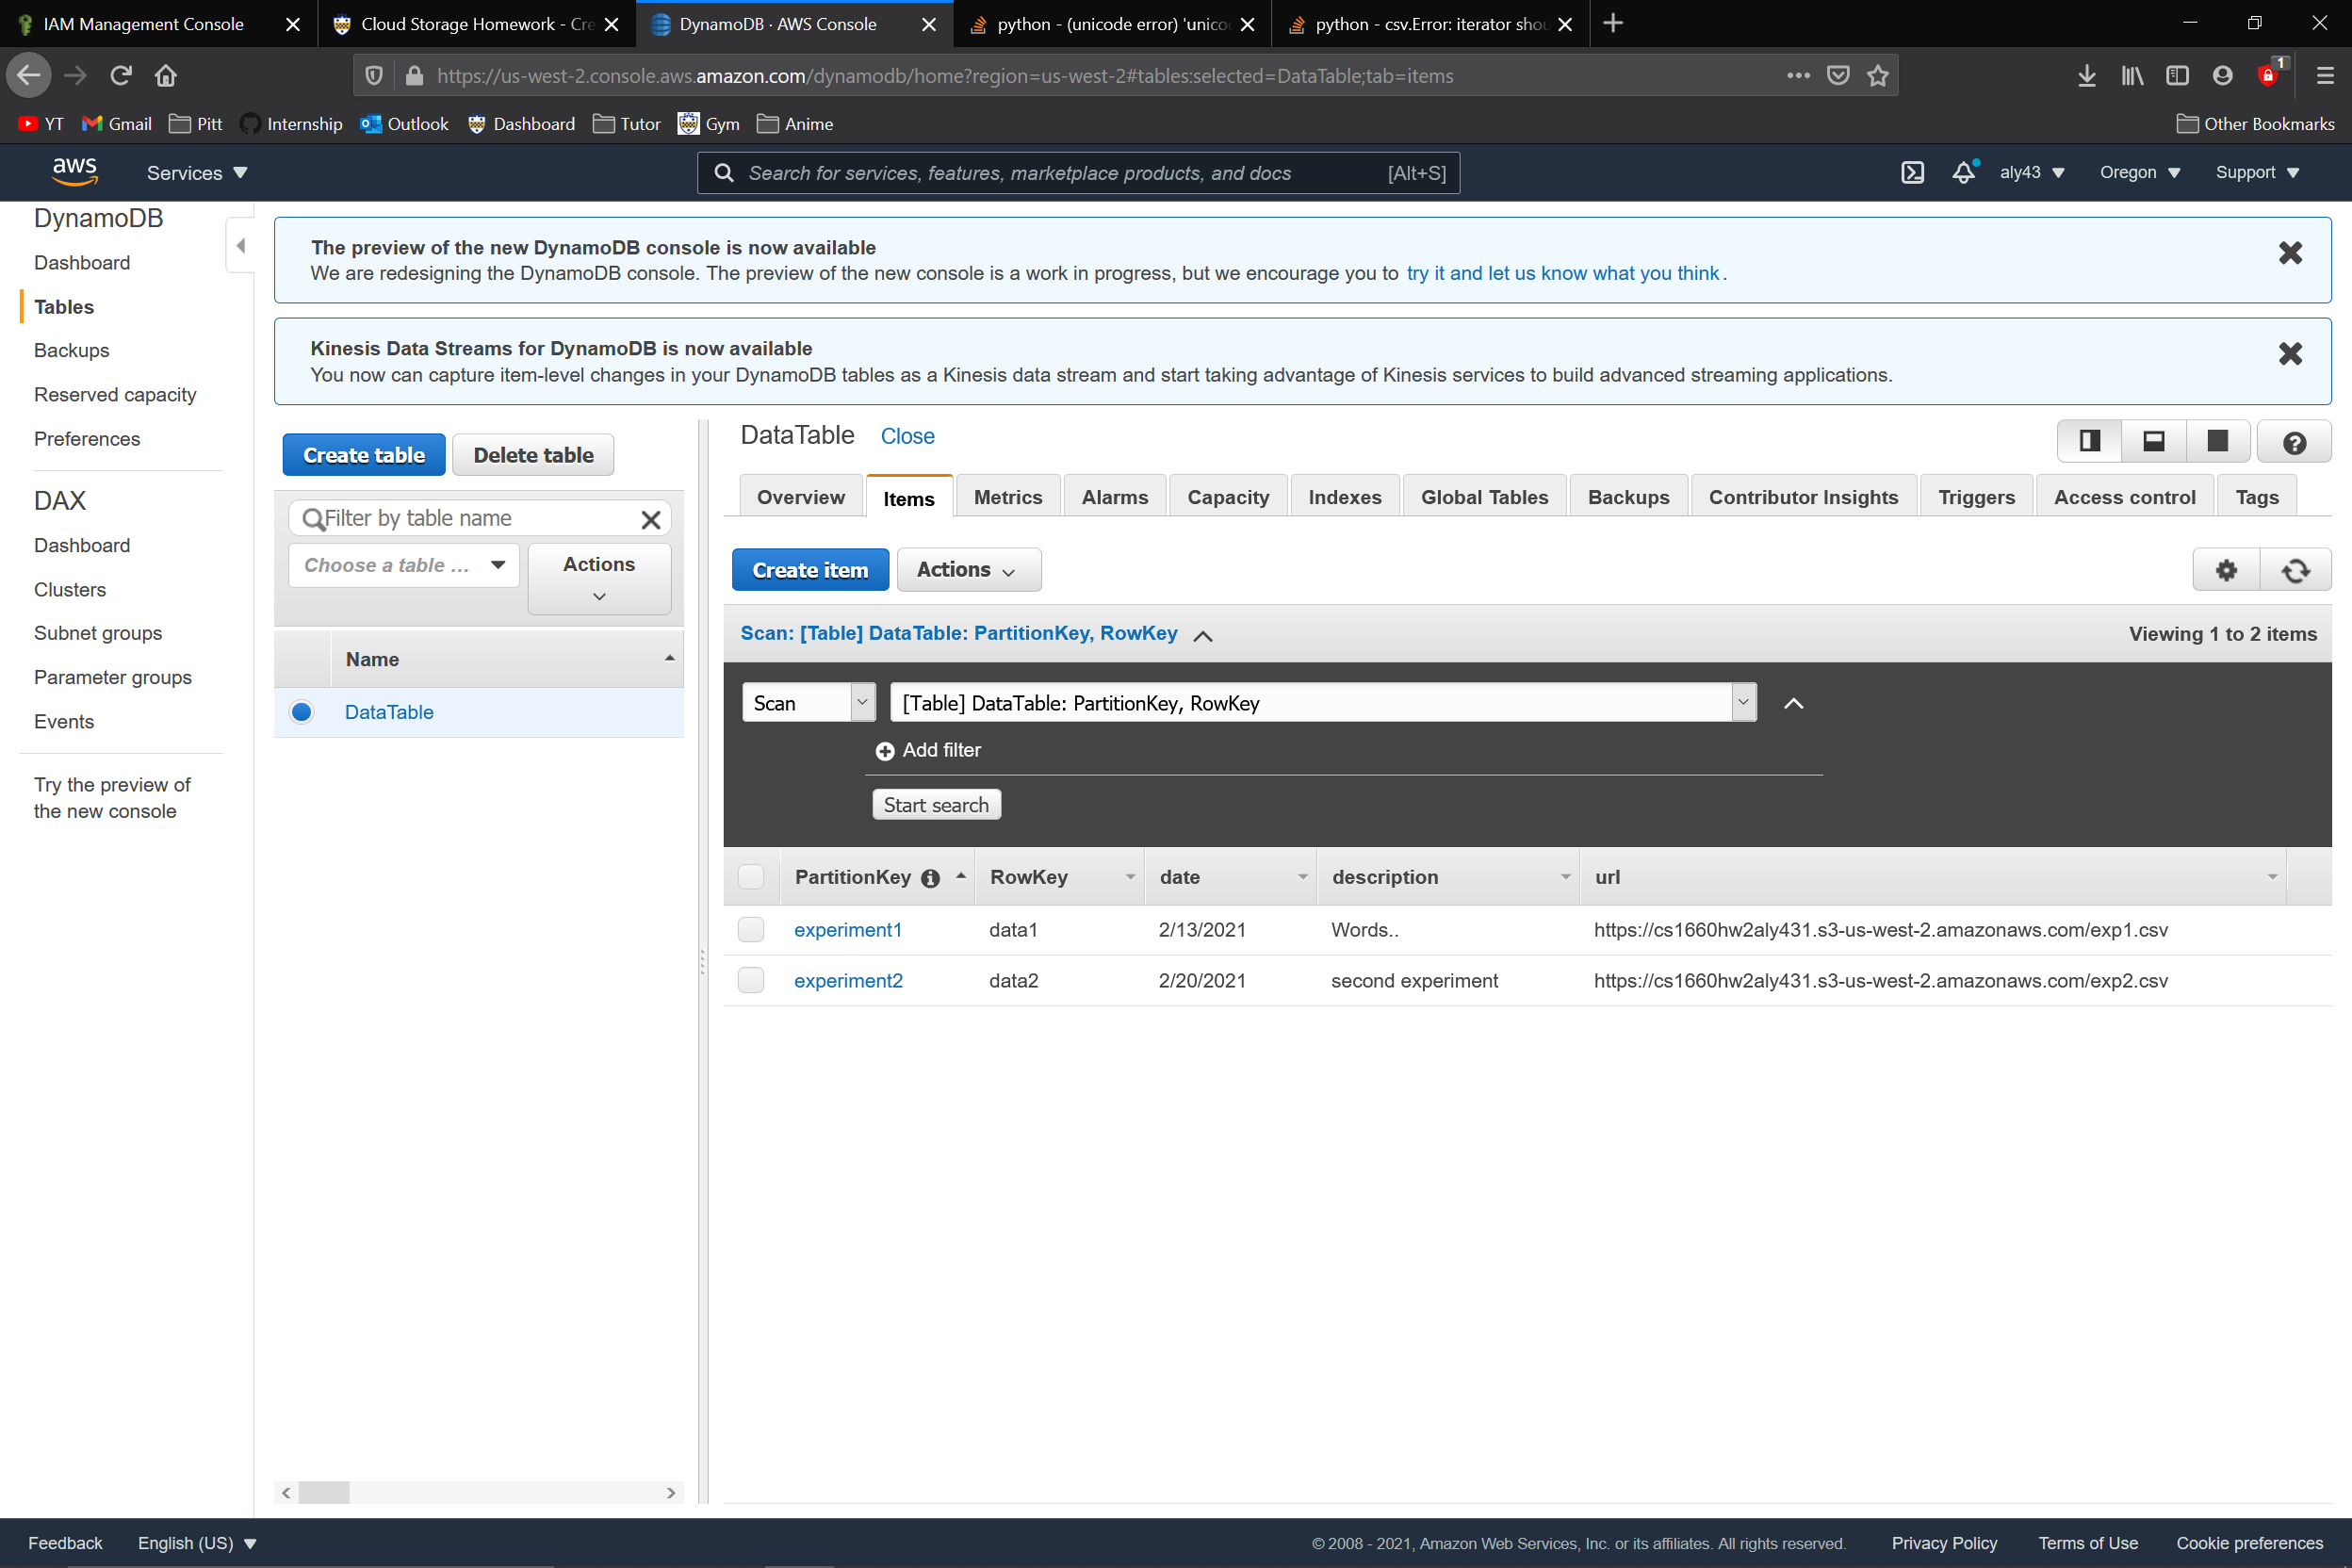 IAM Management Console
Cloud Storage Homework - Cre
DynamoDB · AWS Console
python - (unicode error) 'unico
python - csv.Error: iterator shou
https://us-west-2.console.aws.amazon.com/dynamodb/home?region=us-west-2#tables:selected=DataTable;tab=items
1
YT
Gmail
Pitt
Internship
Outlook
Dashboard
Tutor
Gym
Anime
Other Bookmarks
aws
Services
Search for services, features, marketplace products, and docs
[Alt+S]
aly43
Oregon
Support
DynamoDB
Dashboard
Tables
Backups
Reserved capacity
Preferences
DAX
Dashboard
Clusters
Subnet groups
Parameter groups
Events
Try the preview of
the new console
The preview of the new DynamoDB console is now available
We are redesigning the DynamoDB console. The preview of the new console is a work in progress, but we encourage you to try it and let us know what you think.
Kinesis Data Streams for DynamoDB is now available
You now can capture item-level changes in your DynamoDB tables as a Kinesis data stream and start taking advantage of Kinesis services to build advanced streaming applications.
Create table
Delete table
Filter by table name
Choose a table ...
Actions
Name
DataTable
DataTable
Close
Overview
Items
Metrics
Alarms
Capacity
Indexes
Global Tables
Backups
Contributor Insights
Triggers
Access control
Tags
Create item
Actions
Scan: [Table] DataTable: PartitionKey, RowKey
Viewing 1 to 2 items
Scan
[Table] DataTable: PartitionKey, RowKey
Add filter
Start search
PartitionKey
RowKey
date
description
url
experiment1
data1
2/13/2021
Words..
https://cs1660hw2aly431.s3-us-west-2.amazonaws.com/exp1.csv
experiment2
data2
2/20/2021
second experiment
https://cs1660hw2aly431.s3-us-west-2.amazonaws.com/exp2.csv
Feedback
English (US)
© 2008 - 2021, Amazon Web Services, Inc. or its affiliates. All rights reserved.
Privacy Policy
Terms of Use
Cookie preferences